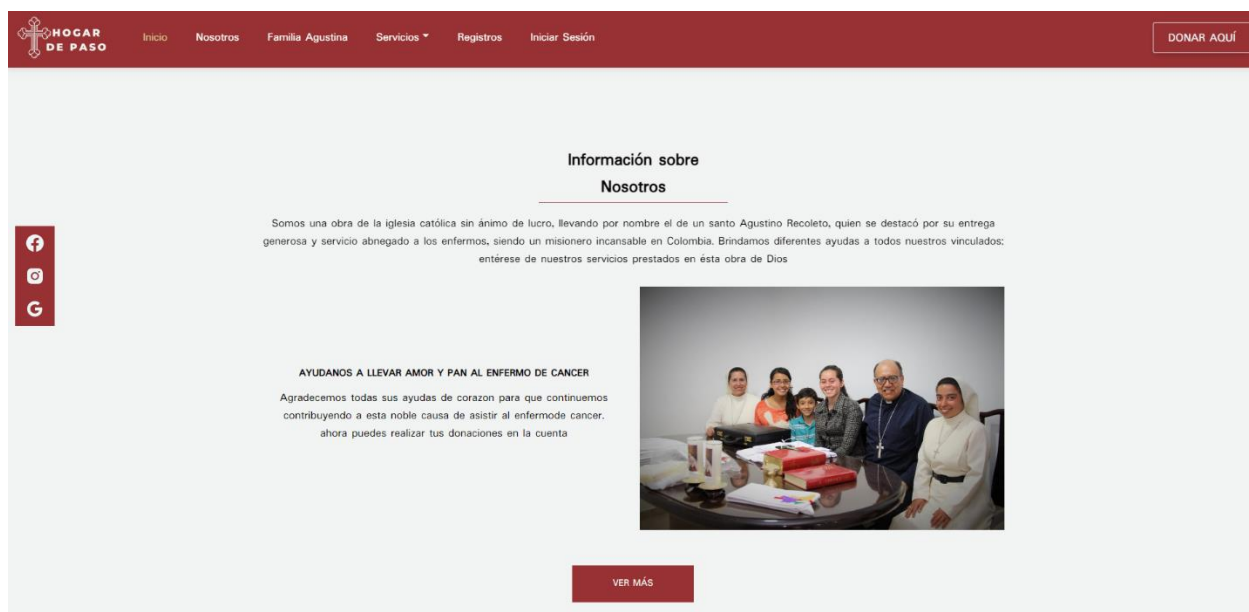 HOGAR
DE PASO
Inicio
Nosotros
Familia Agustina
Servicios
Registros
Iniciar Sesión
DONAR AQUÍ
Información sobre
Nosotros
Somos una obra de la iglesia católica sin ánimo de lucro, llevando por nombre el de un santo Agustino Recoleto, quien se destacó por su entrega
generosa y servicio abnegado a los enfermos, siendo un misionero incansable en Colombia. Brindamos diferentes ayudas a todos nuestros vinculados;
entérese de nuestros servicios prestados en ésta obra de Dios
AYUDANOS A LLEVAR AMOR Y PAN AL ENFERMO DE CANCER
Agradecemos todas sus ayudas de corazon para que continuemos
contribuyendo a esta noble causa de asistir al enfermode cancer.
ahora puedes realizar tus donaciones en la cuenta
VER MÁS